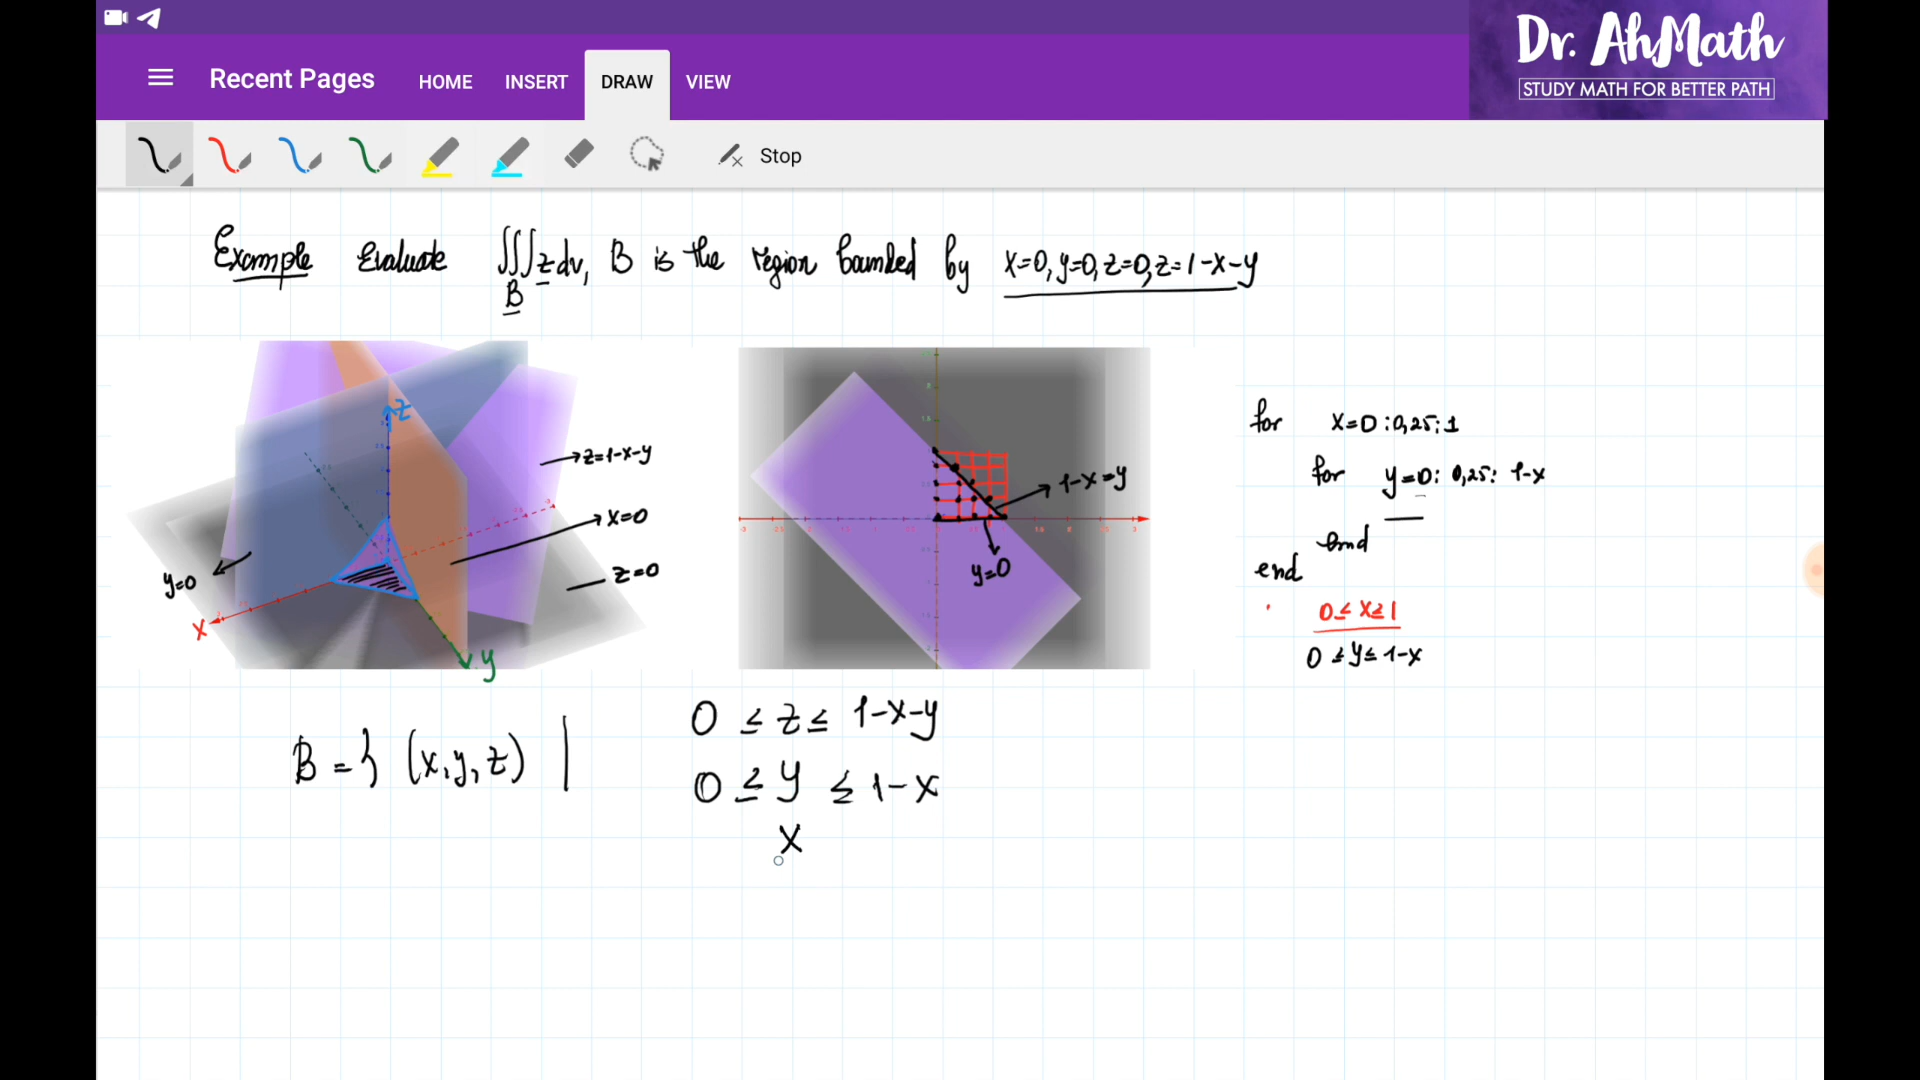 Dr. AhMath
STUDY MATH FOR BETTER PATH
Recent Pages HOME INSERT DRAW VIEW
Stop
Example Evaluate ∭ z dv, B is the region bounded by x=0, y=0, z=0, z=1-x-y
B
z
z=1-x-y
x=0
z=0
y=0
x
y
1-x=y
y=0
for x=0:0,25:1
for y=0: 0,25: 1-x
end
end
0≤ x≥1
0 ≤ y ≤ 1-x
B = } (x,y,z) |
0 ≤ z ≤ 1-x-y
0 ≤ y ≤ 1-x
x